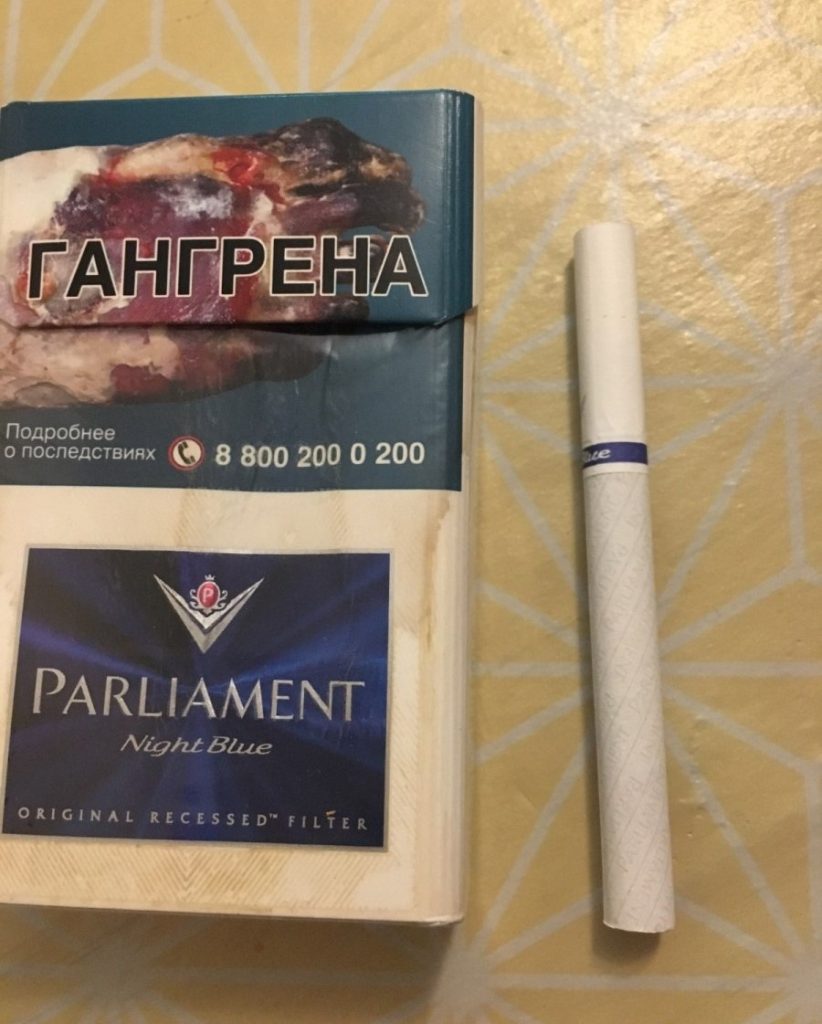 ГАНГРЕНА
Подробнее
о последствиях
8 800 200 0 200
P
PARLIAMENT
Night Blue
ORIGINAL RECESSED™ FILTER